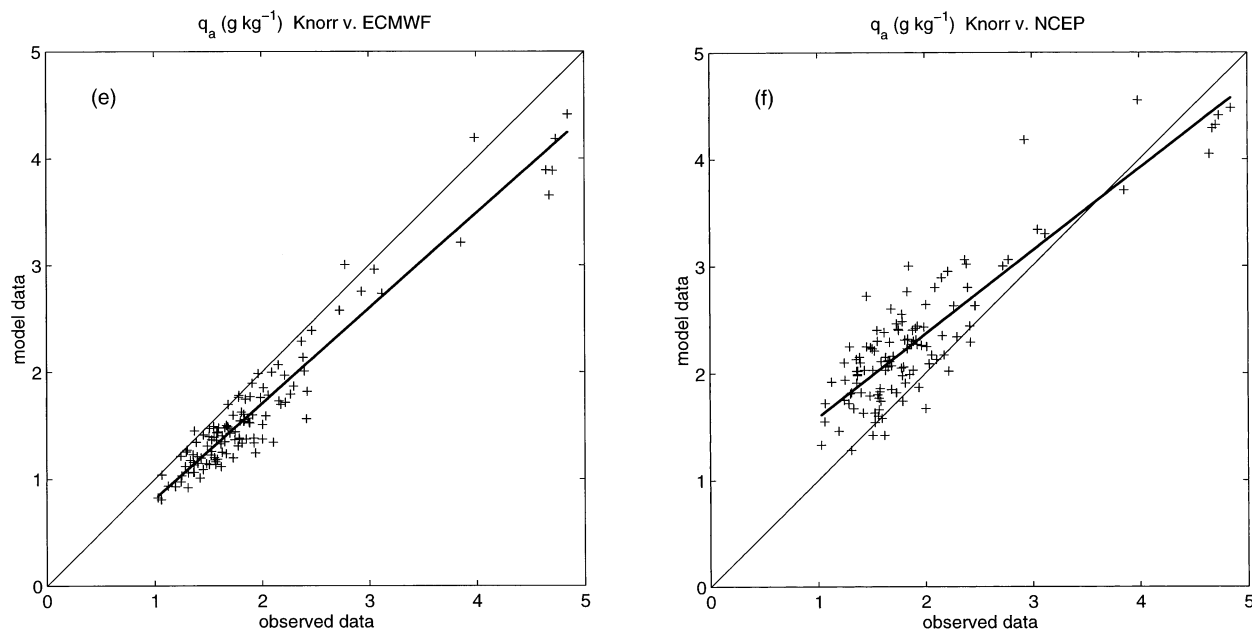 qa (g kg−1) Knorr v. ECMWF
5
4
3
2
1
0
model data
(e)
0 1 2 3 4 5
observed data
qa (g kg−1) Knorr v. NCEP
5
4
3
2
1
0
model data
(f)
0 1 2 3 4 5
observed data